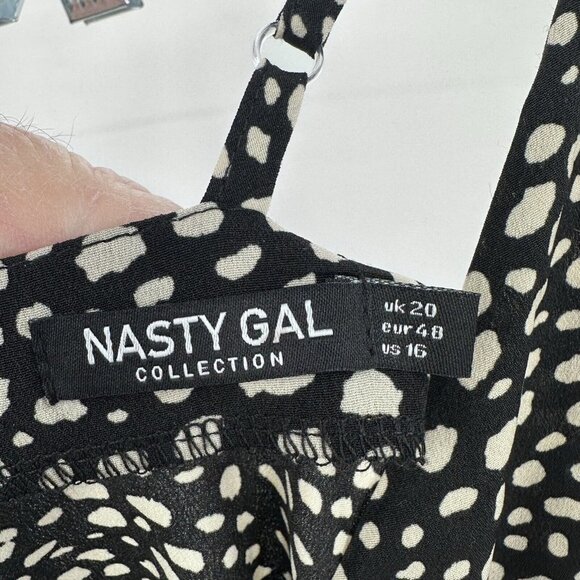 NASTY GAL
COLLECTION
uk 20
eur 48
us 16